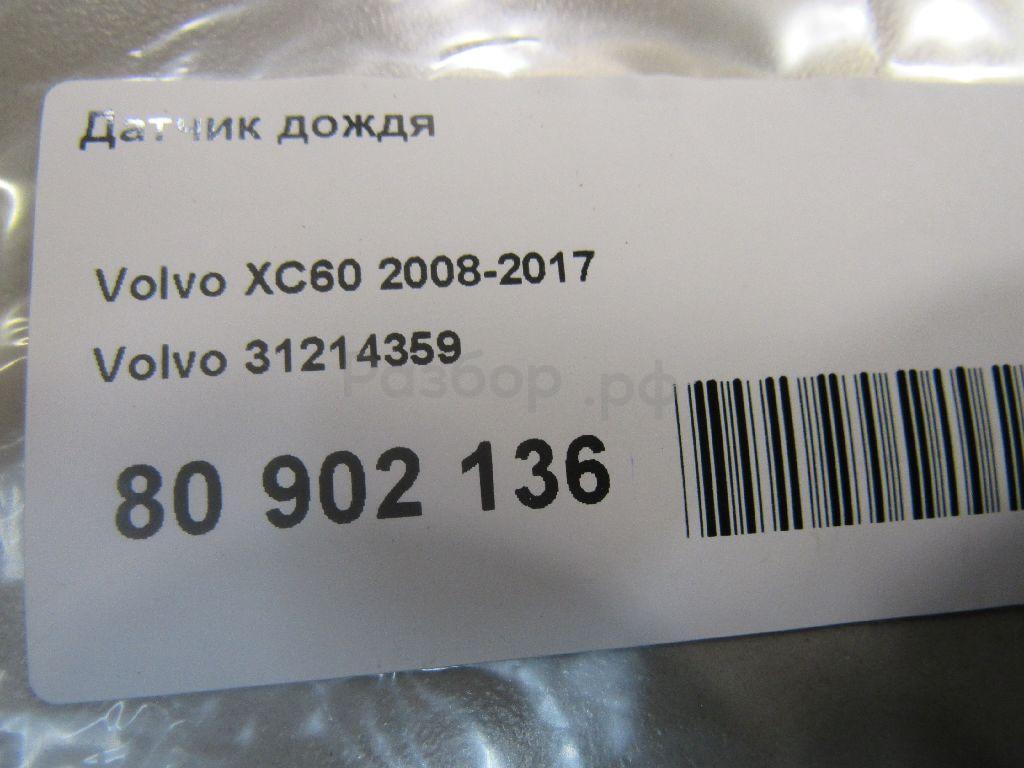 Датчик дождя
Volvo XC60 2008-2017
Volvo 31214359
Разбор.рф
80 902 136